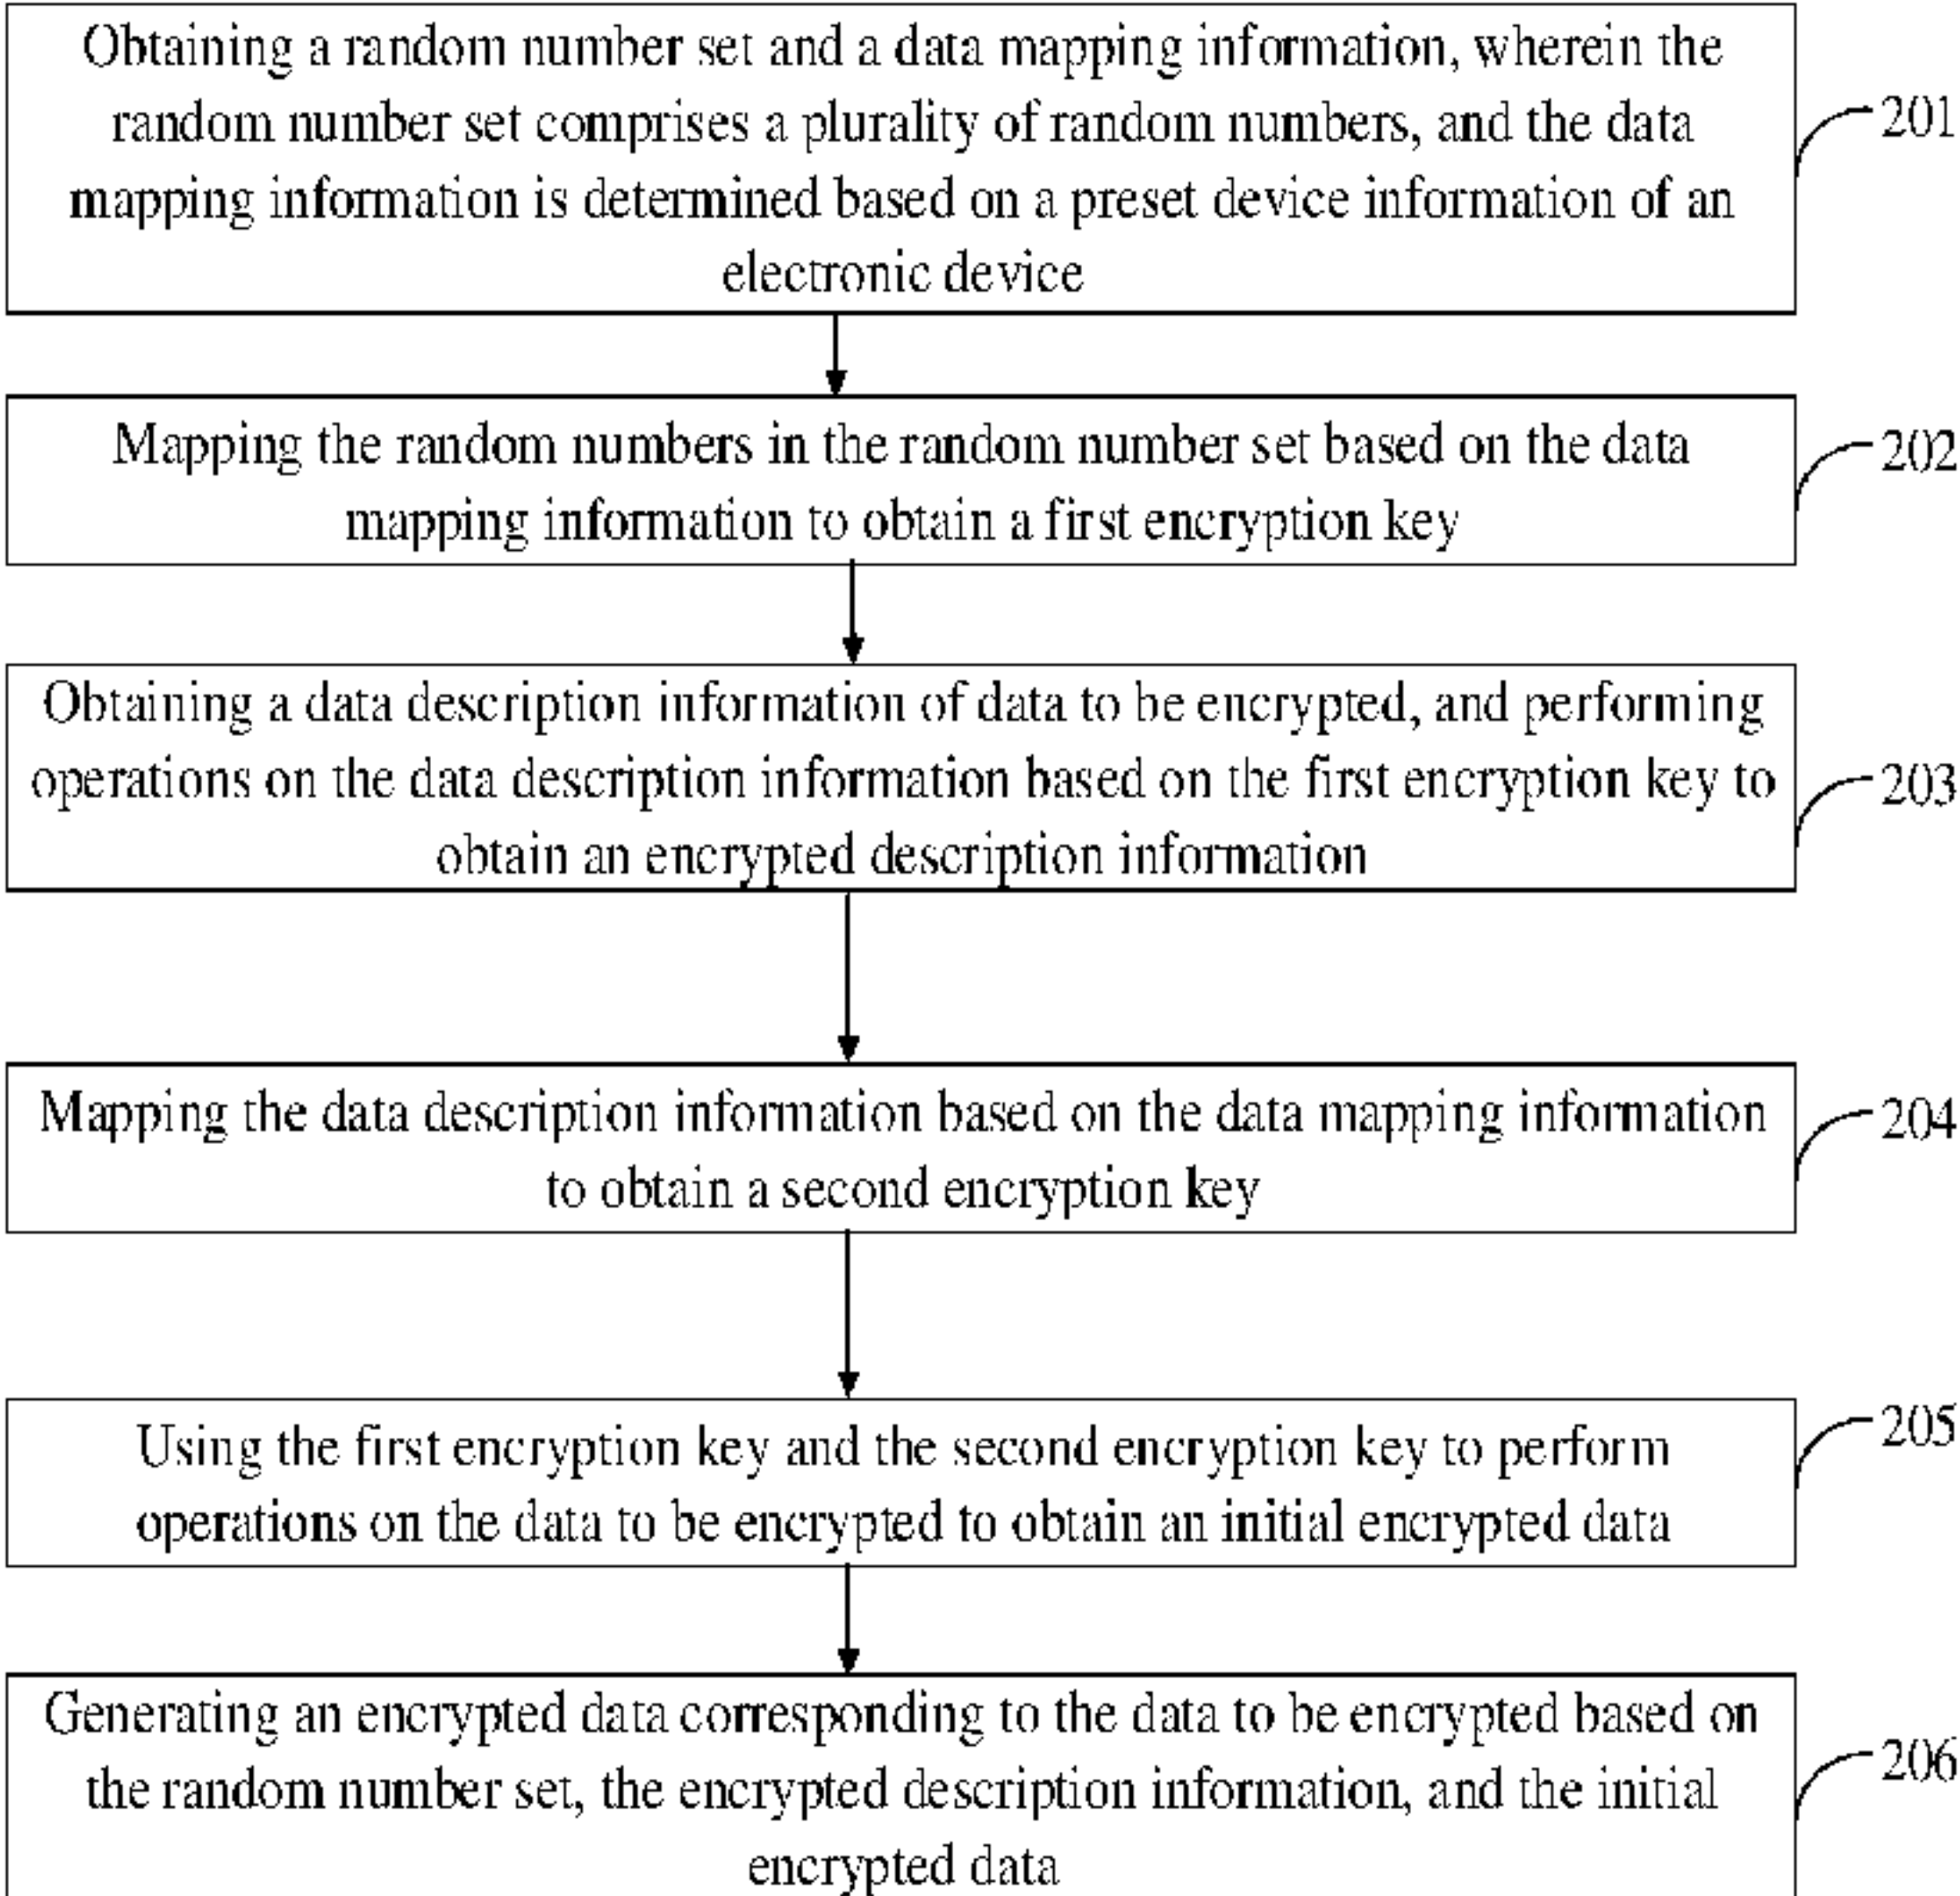 Obtaining a random number set and a data mapping information, wherein the
random number set comprises a plurality of random numbers, and the data
mapping information is determined based on a preset device information of an
electronic device
201
Mapping the random numbers in the random number set based on the data
mapping information to obtain a first encryption key
202
Obtaining a data description information of data to be encrypted, and performing
operations on the data description information based on the first encryption key to
obtain an encrypted description information
203
Mapping the data description information based on the data mapping information
to obtain a second encryption key
204
Using the first encryption key and the second encryption key to perform
operations on the data to be encrypted to obtain an initial encrypted data
205
Generating an encrypted data corresponding to the data to be encrypted based on
the random number set, the encrypted description information, and the initial
encrypted data
206